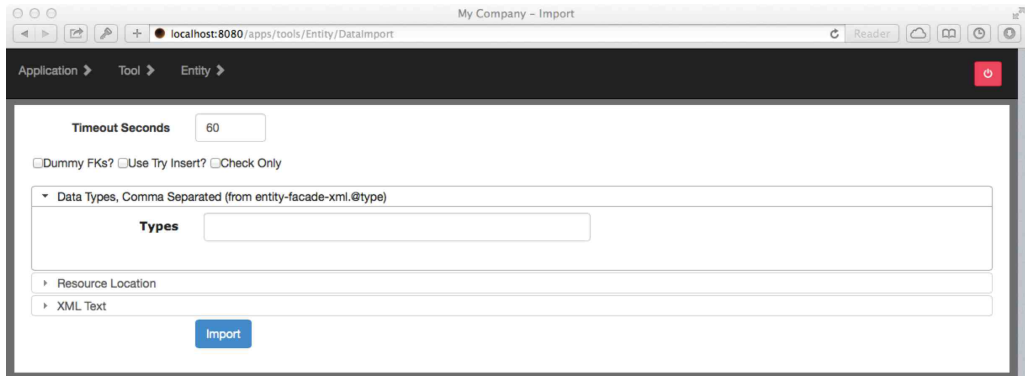 My Company – Import
localhost:8080/apps/tools/Entity/DataImport
Reader
Application Tool Entity
Timeout Seconds 60
Dummy FKs? Use Try Insert? Check Only
Data Types, Comma Separated (from entity-facade-xml.@type)
Types
Resource Location
XML Text
Import